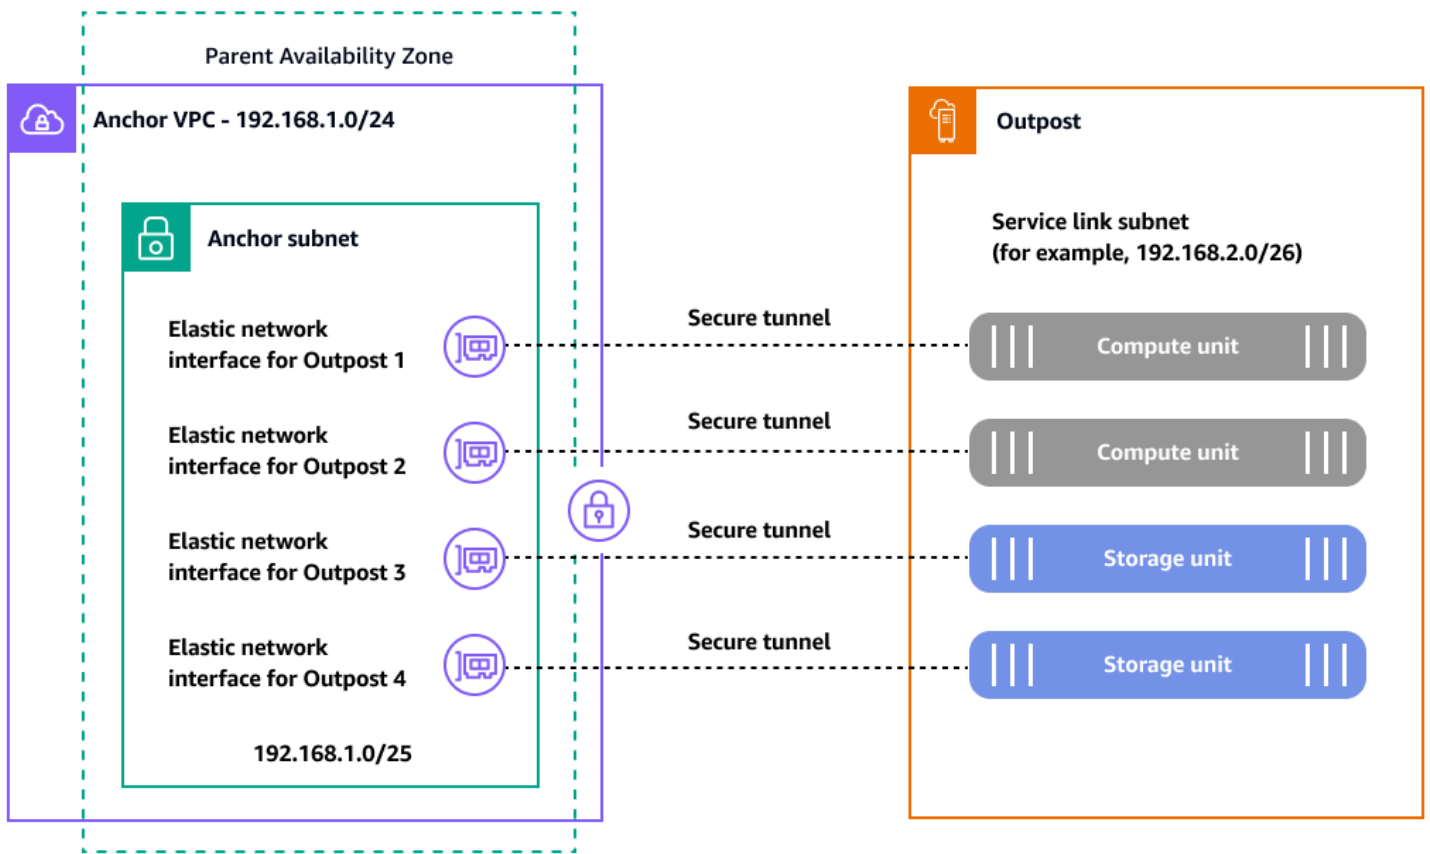 Parent Availability Zone
Anchor VPC - 192.168.1.0/24
Anchor subnet
Elastic network
interface for Outpost 1
Elastic network
interface for Outpost 2
Elastic network
interface for Outpost 3
Elastic network
interface for Outpost 4
192.168.1.0/25
Secure tunnel
Secure tunnel
Secure tunnel
Secure tunnel
Outpost
Service link subnet
(for example, 192.168.2.0/26)
Compute unit
Compute unit
Storage unit
Storage unit